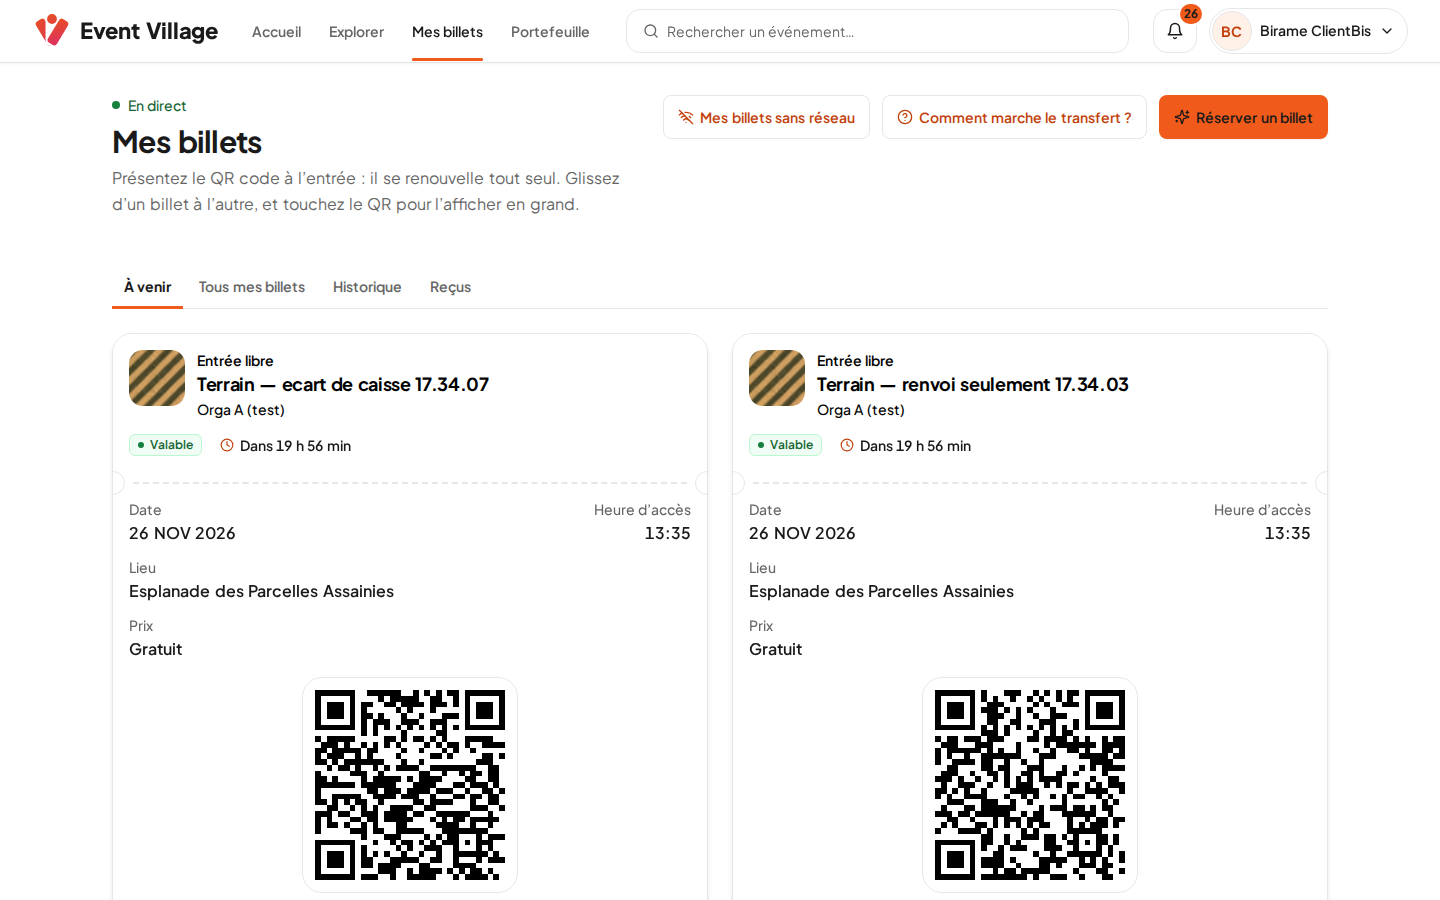 Event Village
Accueil
Explorer
Mes billets
Portefeuille
Rechercher un événement…
26
BC
Birame ClientBis
En direct
Mes billets
Présentez le QR code à l’entrée : il se renouvelle tout seul. Glissez
d’un billet à l’autre, et touchez le QR pour l’afficher en grand.
Mes billets sans réseau
Comment marche le transfert ?
Réserver un billet
À venir
Tous mes billets
Historique
Reçus
Entrée libre
Terrain — ecart de caisse 17.34.07
Orga A (test)
Valable
Dans 19 h 56 min
Date
Heure d’accès
26 NOV 2026
13:35
Lieu
Esplanade des Parcelles Assainies
Prix
Gratuit
Entrée libre
Terrain — renvoi seulement 17.34.03
Orga A (test)
Valable
Dans 19 h 56 min
Date
Heure d’accès
26 NOV 2026
13:35
Lieu
Esplanade des Parcelles Assainies
Prix
Gratuit